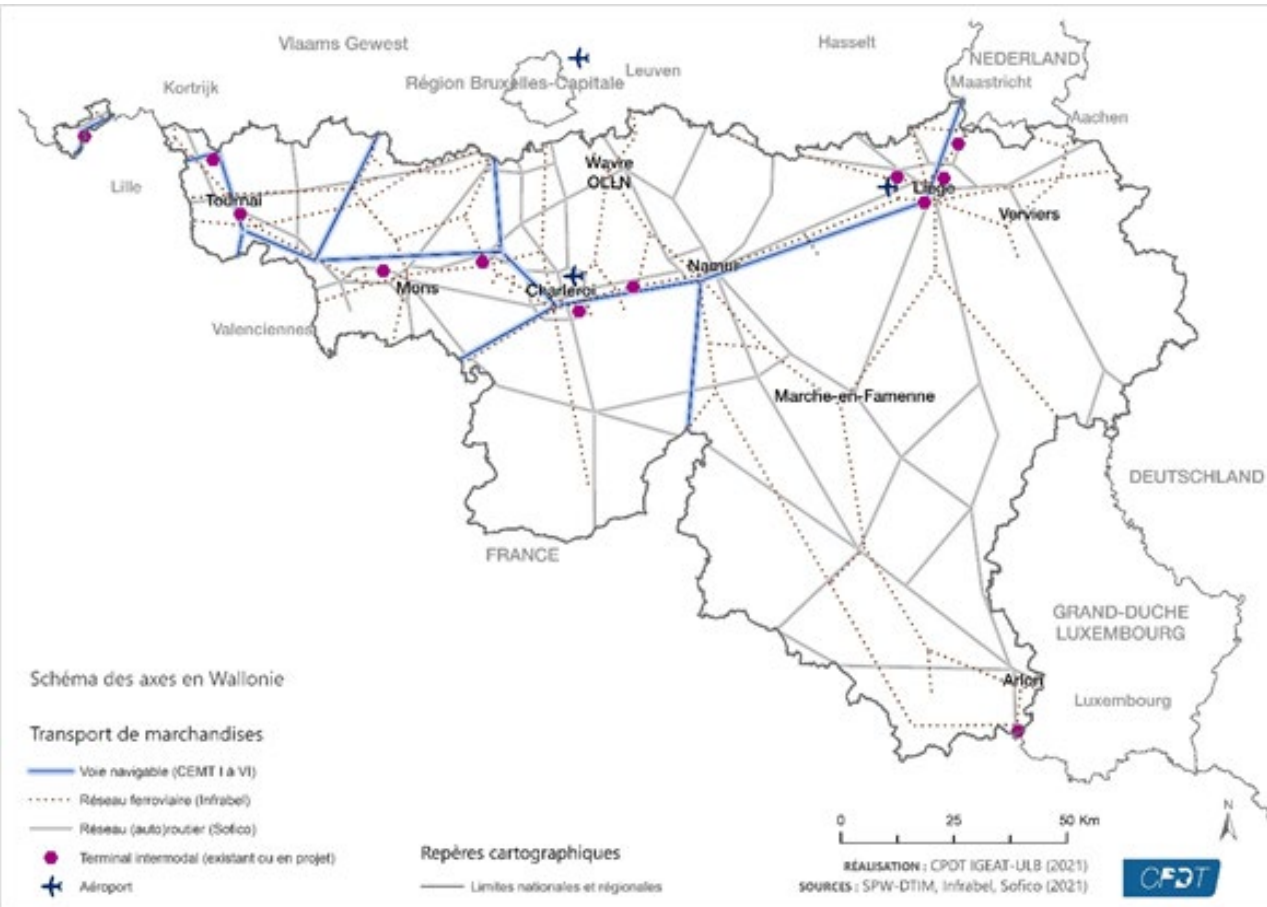 Vlaams Gewest
Hasselt
NEDERLAND
Région Bruxelles-Capitale
Leuven
Maastricht
Kortrijk
Aachen
Lille
Wavre
OLLN
Tournai
Liège
Verviers
Namur
Mons
Charleroi
Valenciennes
Marche-en-Famenne
DEUTSCHLAND
FRANCE
GRAND-DUCHE
LUXEMBOURG
Arlon
Luxembourg
Schéma des axes en Wallonie
Transport de marchandises
Voie navigable (CEMT I à VI)
Réseau ferroviaire (Infrabel)
Réseau (auto)routier (Sofico)
Terminal intermodal (existant ou en projet)
Aéroport
Repères cartographiques
Limites nationales et régionales
0 25 50 Km
N
RÉALISATION : CPDT IGEAT-ULB (2021)
SOURCES : SPW-DTIM, Infrabel, Sofico (2021)
CPDT